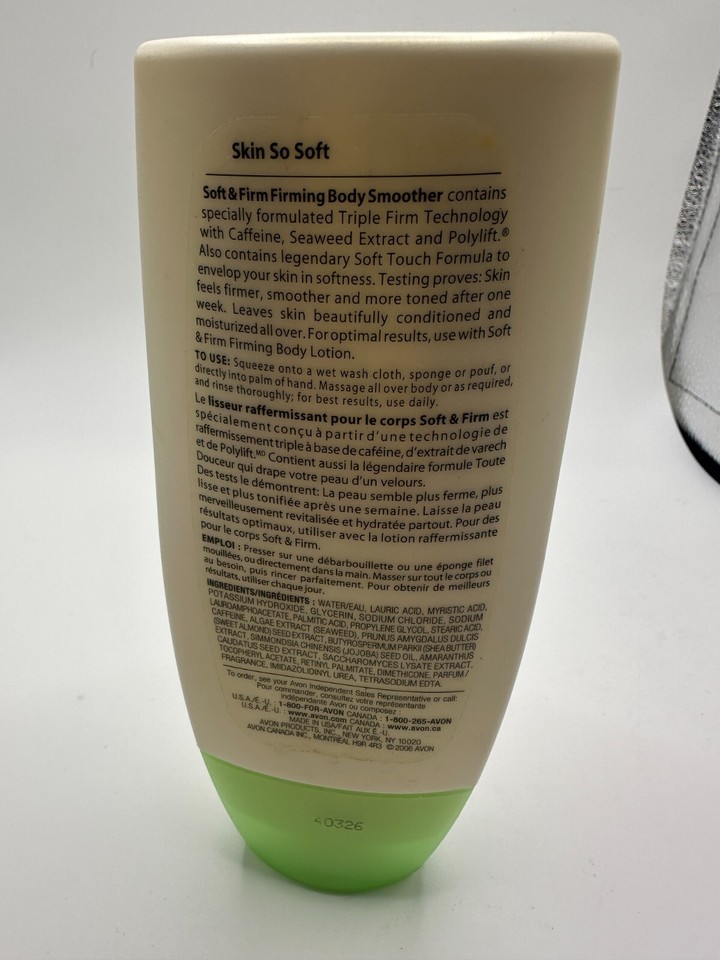 Skin So Soft
Soft & Firm Firming Body Smoother contains
specially formulated Triple Firm Technology
with Caffeine, Seaweed Extract and Polylift.®
Also contains legendary Soft Touch Formula to
envelop your skin in softness. Testing proves: Skin
feels firmer, smoother and more toned after one
week. Leaves skin beautifully conditioned and
moisturized all over. For optimal results, use with Soft
& Firm Firming Body Lotion.
TO USE: Squeeze onto a wet wash cloth, sponge or pouf, or
directly into palm of hand. Massage all over body or as required,
and rinse thoroughly; for best results, use daily.
Le lisseur raffermissant pour le corps Soft & Firm est
spécialement conçu à partir d'une technologie de
raffermissement triple à base de caféine, d'extrait de varech
et de Polylift.MD Contient aussi la légendaire formule Toute
Douceur qui drape votre peau d'un velours.
Des tests le démontrent: La peau semble plus ferme, plus
lisse et plus tonifiée après une semaine. Laisse la peau
merveilleusement revitalisée et hydratée partout. Pour des
résultats optimaux, utiliser avec la lotion raffermissante
pour le corps Soft & Firm.
EMPLOI : Presser sur une débarbouillette ou une éponge filet
mouillées, ou directement dans la main. Masser sur tout le corps ou
au besoin, puis rincer parfaitement. Pour obtenir de meilleurs
résultats, utiliser chaque jour.
INGREDIENTS/INGRÉDIENTS : WATER/EAU, LAURIC ACID, MYRISTIC ACID,
POTASSIUM HYDROXIDE, GLYCERIN, SODIUM CHLORIDE, SODIUM
LAUROAMPHOACETATE, PALMITIC ACID, PROPYLENE GLYCOL, STEARIC ACID,
CAFFEINE, ALGAE EXTRACT (SEAWEED), PRUNUS AMYGDALUS DULCIS
(SWEET ALMOND) SEED EXTRACT, BUTYROSPERMUM PARKII (SHEA BUTTER)
EXTRACT, SIMMONDSIA CHINENSIS (JOJOBA) SEED OIL, AMARANTHUS
CAUDATUS SEED EXTRACT, SACCHAROMYCES LYSATE EXTRACT,
TOCOPHERYL ACETATE, RETINYL PALMITATE, DIMETHICONE, PARFUM /
FRAGRANCE, IMIDAZOLIDINYL UREA, TETRASODIUM EDTA.
To order, see your Avon Independent Sales Representative or call:
Pour commander, consultez votre représentante
indépendante Avon ou composez :
U.S.A./É.-U. : 1-800-FOR-AVON CANADA : 1-800-265-AVON
U.S.A./É.-U. : www.avon.com CANADA : www.avon.ca
MADE IN USA/FAIT AUX É.-U.
AVON PRODUCTS, INC., NEW YORK, NY 10020
AVON CANADA INC., MONTRÉAL H9R 4R3 ©2006 AVON
40326